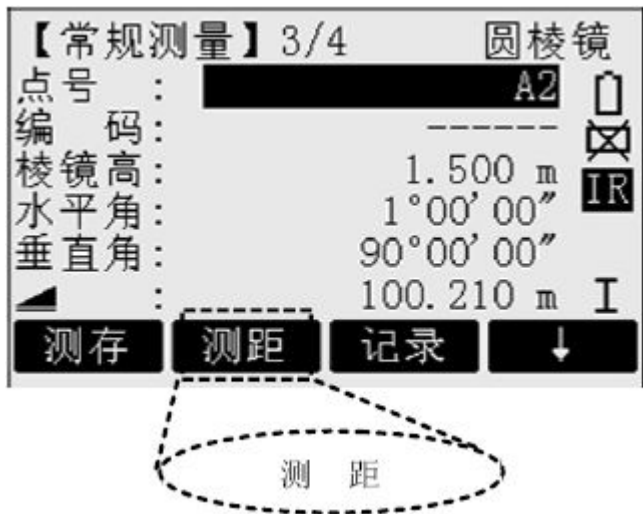 【常规测量】3/4 圆棱镜
点号 : A2
编 码: ------
棱镜高: 1.500 m
IR
水平角: 1°00′00″
垂直角: 90°00′00″
: 100.210 m I
测存 测距 记录 ↓
测 距